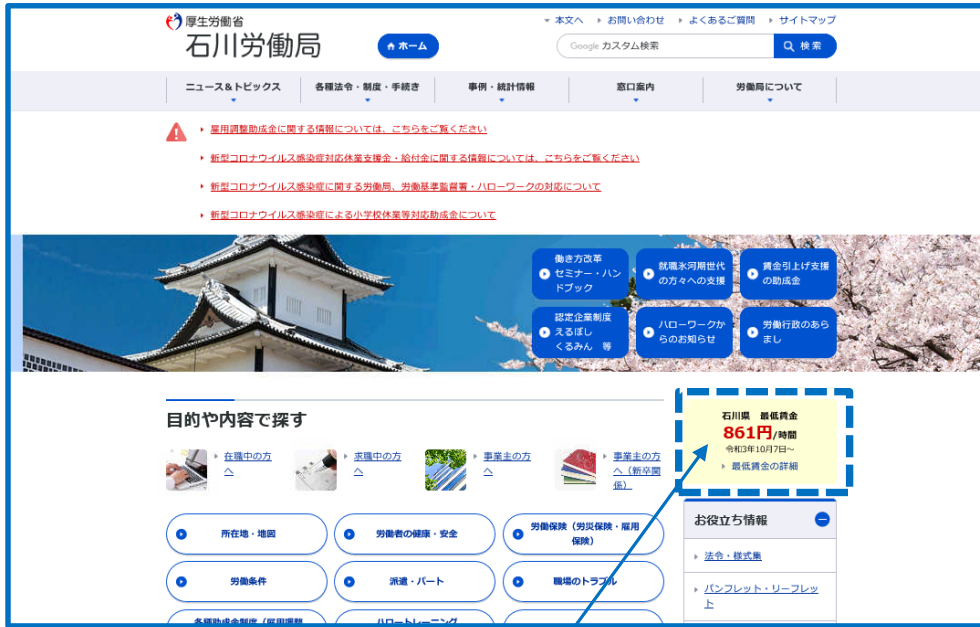 厚生労働省
石川労働局
ホーム
本文へ お問い合わせ よくあるご質問 サイトマップ
Google カスタム検索
検索
ニュース&トピックス 各種法令・制度・手続き 事例・統計情報 窓口案内 労働局について
雇用調整助成金に関する情報については、こちらをご覧ください
新型コロナウイルス感染症対応休業支援金・給付金に関する情報については、こちらをご覧ください
新型コロナウイルス感染症に関する労働局、労働基準監督署・ハローワークの対応について
新型コロナウイルス感染症による小学校休業等対応助成金について
働き方改革
セミナー・ハン
ドブック
就職氷河期世代
の方々への支援
賃金引上げ支援
の助成金
認定企業制度
えるぼし
くるみん 等
ハローワークか
らのお知らせ
労働行政のあら
まし
目的や内容で探す
在職中の方
へ
求職中の方
へ
事業主の方
へ
事業主の方
へ(新卒関
係)
石川県 最低賃金
861円/時間
令和3年10月7日~
最低賃金の詳細
所在地・地図
労働者の健康・安全
労働保険(労災保険・雇用
保険)
労働条件
派遣・パート
職場のトラブル
お役立ち情報
法令・様式集
パンフレット・リーフレッ
ト
各種助成金制度(雇用調整
ハロートレーニング